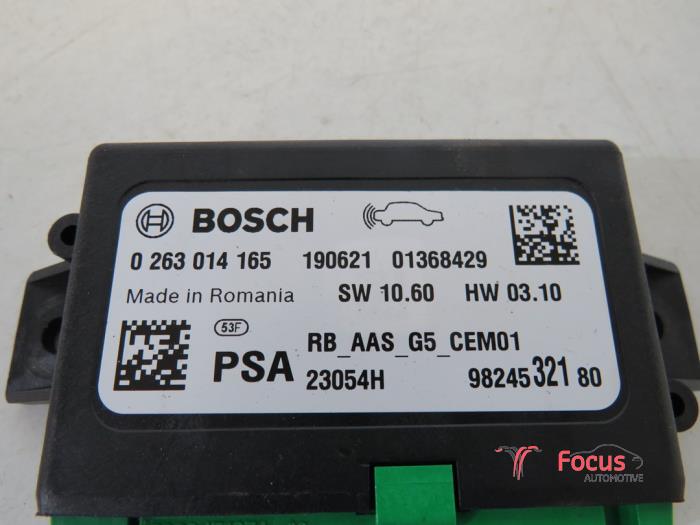 BOSCH
0 263 014 165 190621 01368429
Made in Romania SW 10.60 HW 03.10
53F RB_AAS_G5_CEM01
PSA 23054H 98245 321 80
Focus
AUTOMOTIVE